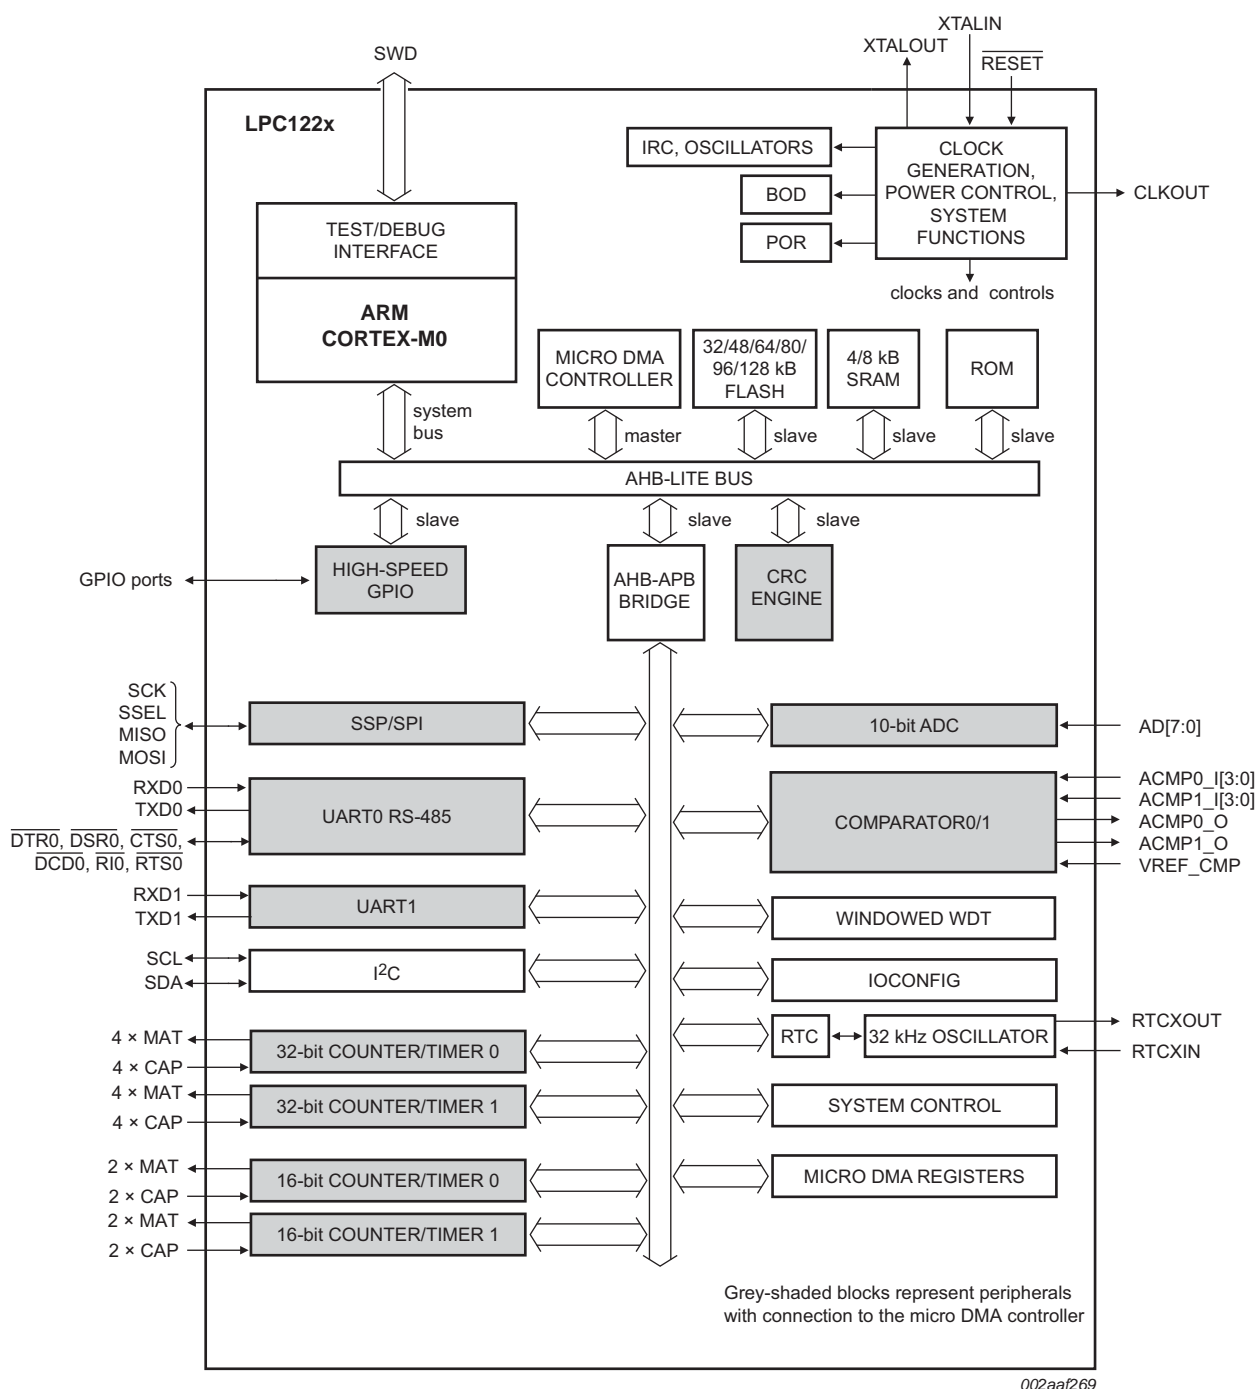 XTALIN
XTALOUT
RESET
SWD
LPC122x
IRC, OSCILLATORS
BOD
POR
CLOCK
GENERATION,
POWER CONTROL,
SYSTEM
FUNCTIONS
CLKOUT
clocks and controls
TEST/DEBUG
INTERFACE
ARM
CORTEX-M0
MICRO DMA
CONTROLLER
32/48/64/80/
96/128 kB
FLASH
4/8 kB
SRAM
ROM
system
bus
master
slave
slave
slave
AHB-LITE BUS
slave
slave
slave
GPIO ports
HIGH-SPEED
GPIO
AHB-APB
BRIDGE
CRC
ENGINE
SCK
SSEL
MISO
MOSI
SSP/SPI
10-bit ADC
AD[7:0]
RXD0
TXD0
DTR0, DSR0, CTS0,
DCD0, RI0, RTS0
UART0 RS-485
COMPARATOR0/1
ACMP0_I[3:0]
ACMP1_I[3:0]
ACMP0_O
ACMP1_O
VREF_CMP
RXD1
TXD1
UART1
WINDOWED WDT
SCL
SDA
I2C
IOCONFIG
4 × MAT
4 × CAP
32-bit COUNTER/TIMER 0
RTC
32 kHz OSCILLATOR
RTCXOUT
RTCXIN
4 × MAT
4 × CAP
32-bit COUNTER/TIMER 1
SYSTEM CONTROL
2 × MAT
2 × CAP
16-bit COUNTER/TIMER 0
MICRO DMA REGISTERS
2 × MAT
2 × CAP
16-bit COUNTER/TIMER 1
Grey-shaded blocks represent peripherals
with connection to the micro DMA controller
002aaf269